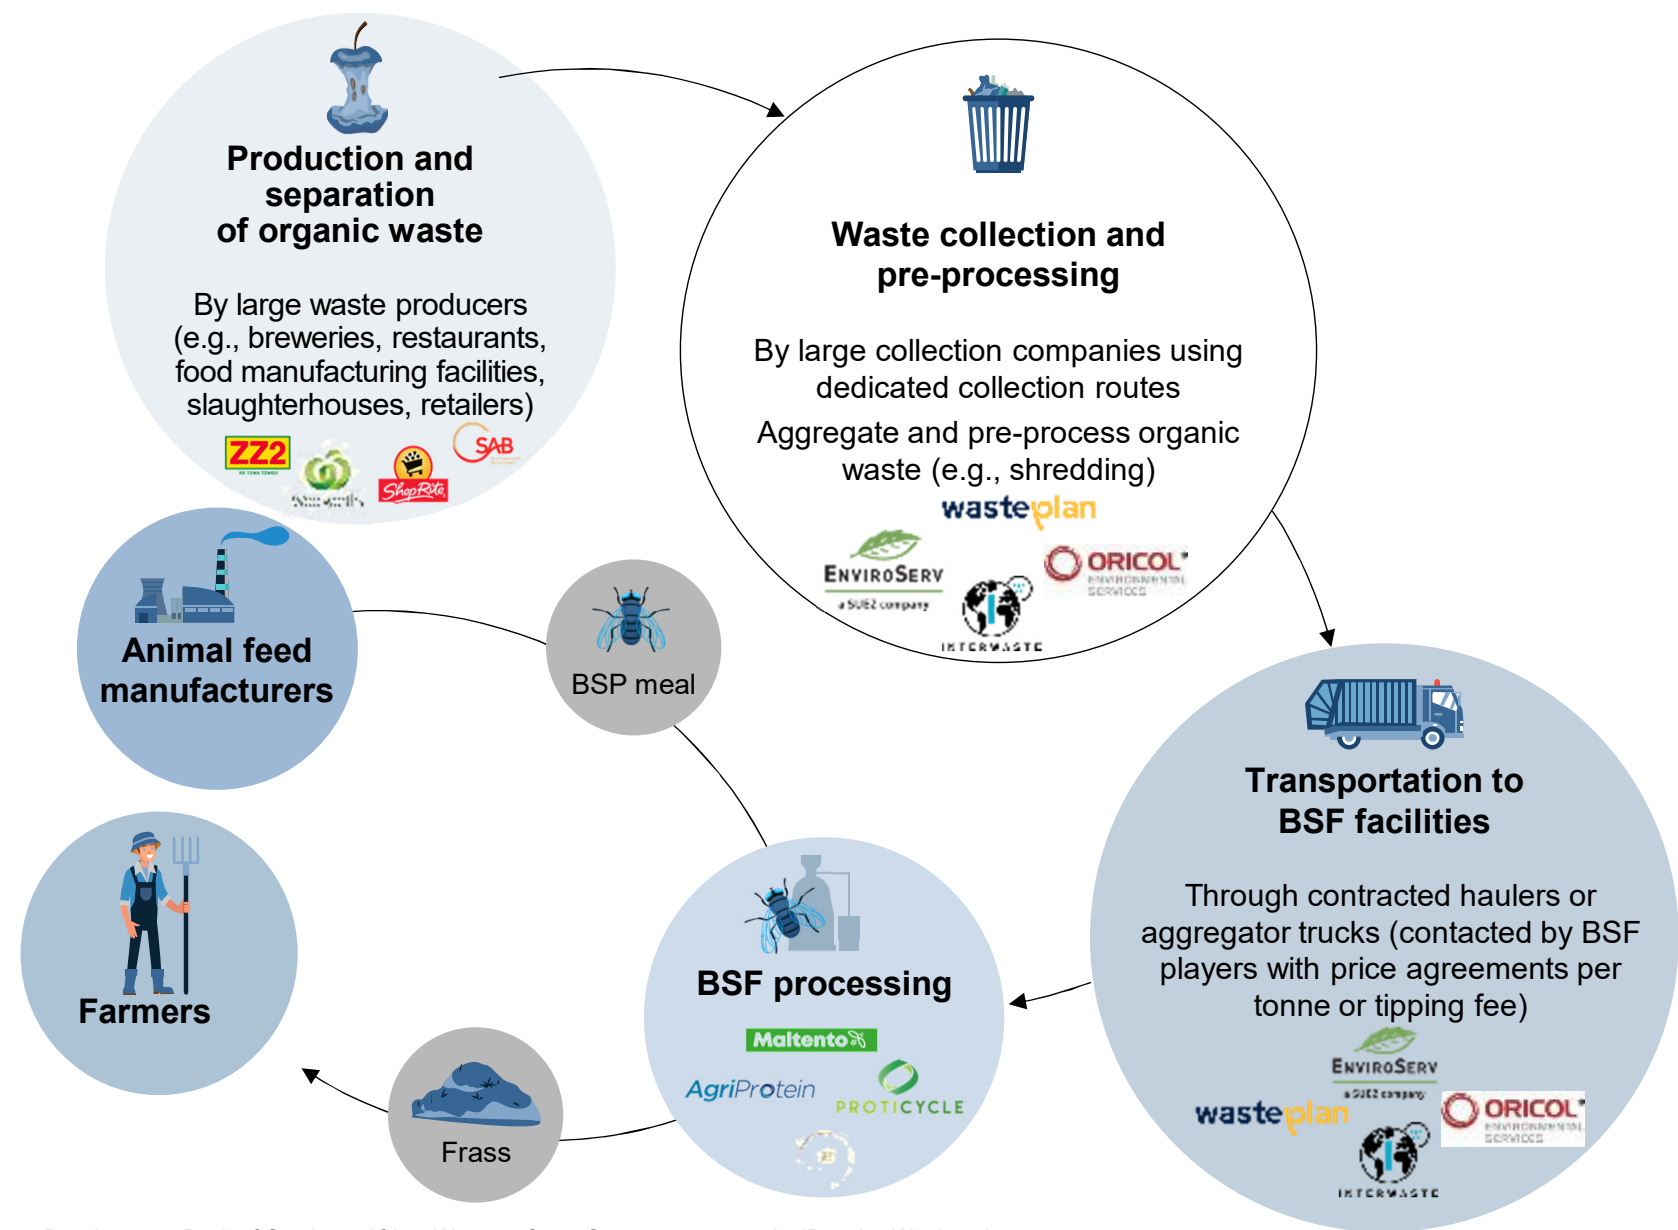 Production and
separation
of organic waste
By large waste producers
(e.g., breweries, restaurants,
food manufacturing facilities,
slaughterhouses, retailers)
ZZ2
ShopRite
SAB
Waste collection and
pre-processing
By large collection companies using
dedicated collection routes
Aggregate and pre-process organic
waste (e.g., shredding)
wasteplan
ENVIROSERV
a SUEZ company
ORICOL
ENVIRONMENTAL
SERVICES
INTERWASTE
Animal feed
manufacturers
BSP meal
Transportation to
BSF facilities
Through contracted haulers or
aggregator trucks (contacted by BSF
players with price agreements per
tonne or tipping fee)
ENVIROSERV
a SUEZ company
wasteplan
ORICOL
ENVIRONMENTAL
SERVICES
INTERWASTE
Farmers
BSF processing
Maltento
AgriProtein
PROTICYCLE
Frass